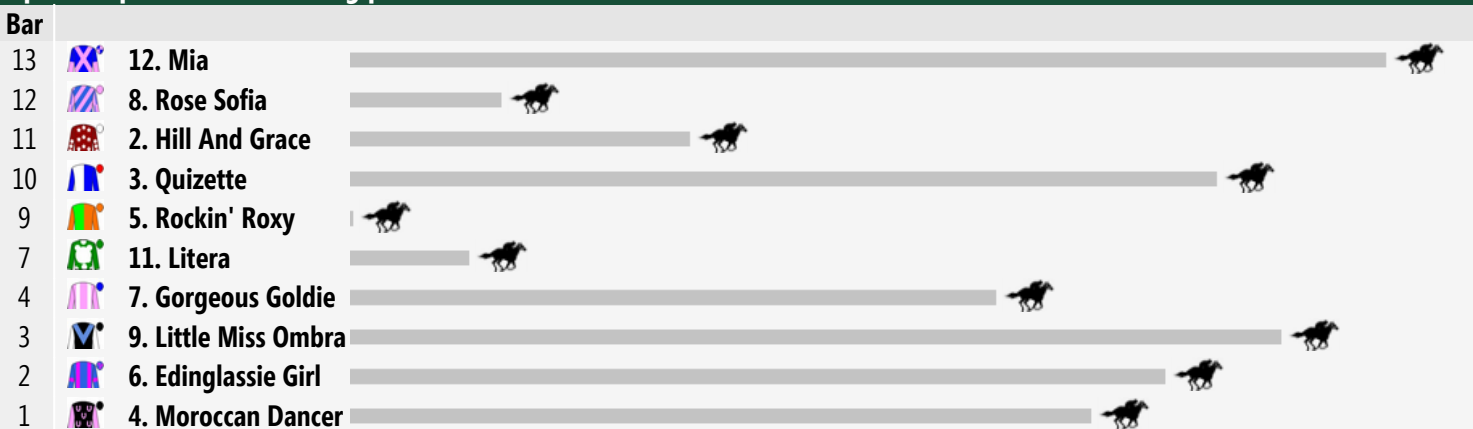 Bar
13 12. Mia
12 8. Rose Sofia
11 2. Hill And Grace
10 3. Quizette
9 5. Rockin' Roxy
7 11. Litera
4 7. Gorgeous Goldie
3 9. Little Miss Ombra
2 6. Edinglassie Girl
1 4. Moroccan Dancer